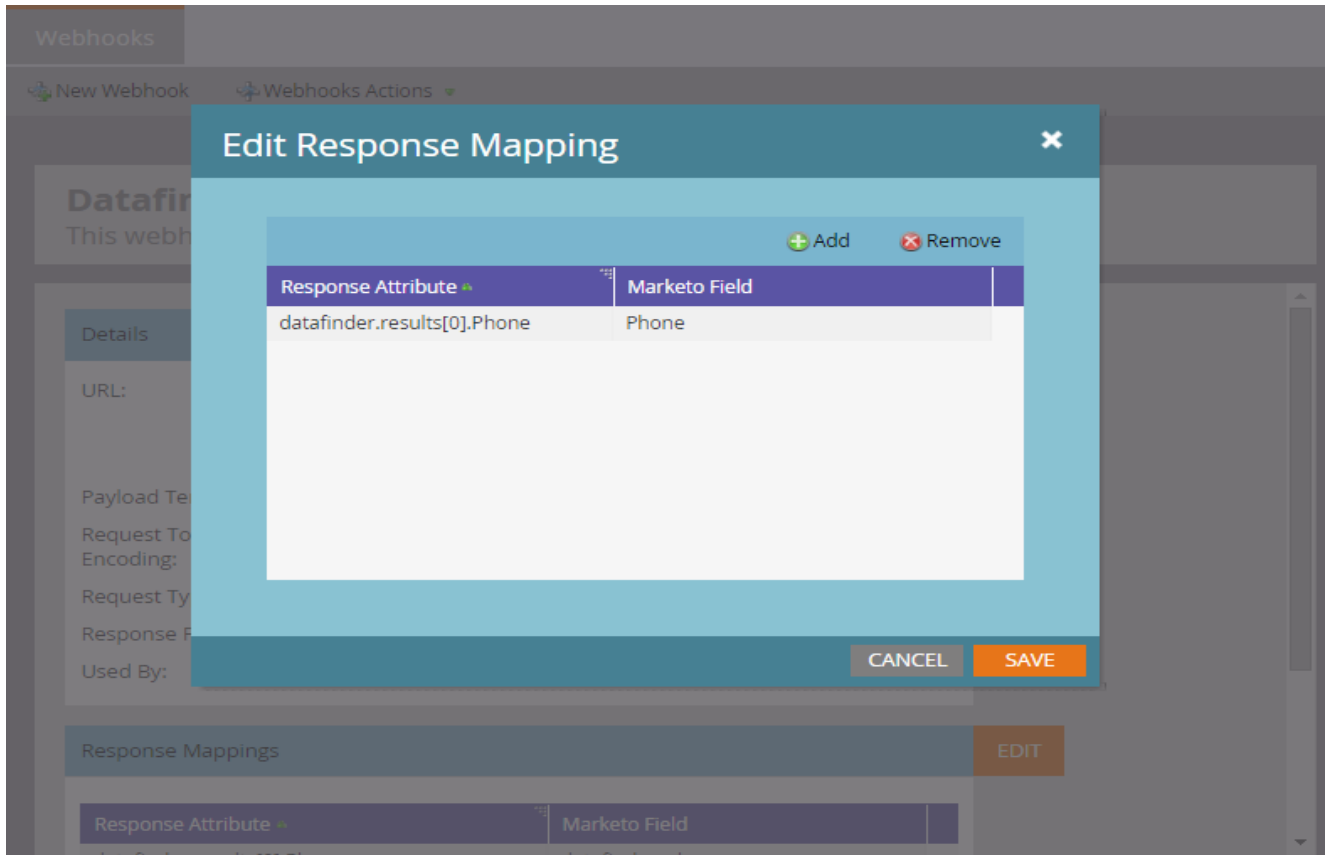 Webhooks
New Webhook Webhooks Actions
Edit Response Mapping
Datafin
This webh
Add Remove
Response Attribute Marketo Field
datafinder.results[0].Phone Phone
Details
URL:
Payload Te
Request To
Encoding:
Request Ty
Response F
Used By:
CANCEL SAVE
Response Mappings EDIT
Response Attribute Marketo Field